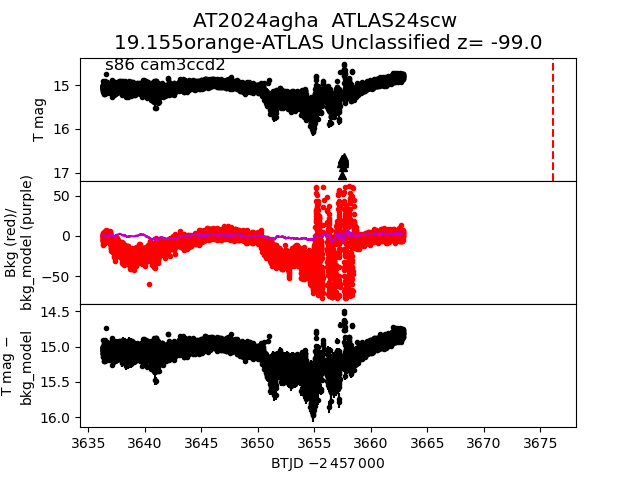 AT2024agha  ATLAS24scw
19.155orange-ATLAS Unclassified z= -99.0
s86 cam3ccd2
T mag
15
16
17
Bkg (red)/
bkg_model (purple)
50
0
−50
T mag −
bkg_model
14.5
15.0
15.5
16.0
3635 3640 3645 3650 3655 3660 3665 3670 3675
BTJD −2 457 000